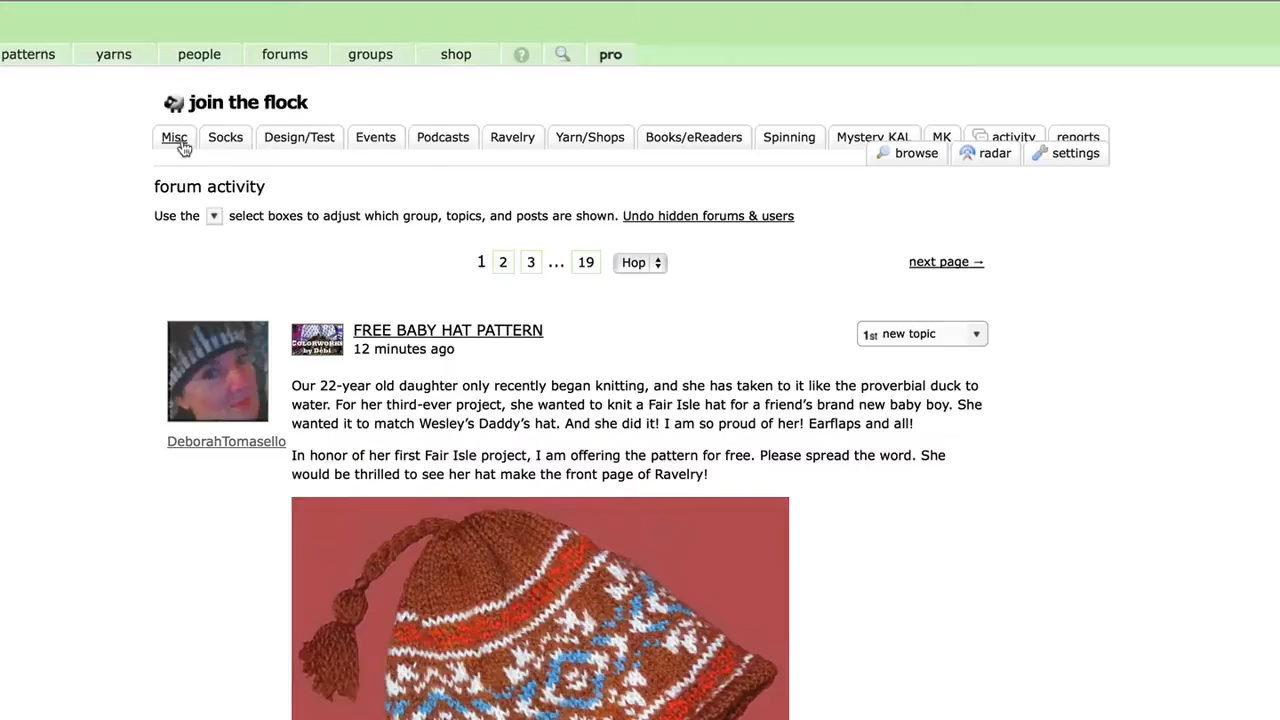 patterns yarns people forums groups shop ? pro
join the flock
Misc Socks Design/Test Events Podcasts Ravelry Yarn/Shops Books/eReaders Spinning Mystery KAL MK activity reports
browse radar settings
forum activity
Use the ▼ select boxes to adjust which group, topics, and posts are shown. Undo hidden forums & users
1 2 3 ... 19 Hop next page →
FREE BABY HAT PATTERN
1st new topic
12 minutes ago
COLORWORKS
by Debi
Our 22-year old daughter only recently began knitting, and she has taken to it like the proverbial duck to
water. For her third-ever project, she wanted to knit a Fair Isle hat for a friend's brand new baby boy. She
wanted it to match Wesley's Daddy's hat. And she did it! I am so proud of her! Earflaps and all!
DeborahTomasello
In honor of her first Fair Isle project, I am offering the pattern for free. Please spread the word. She
would be thrilled to see her hat make the front page of Ravelry!